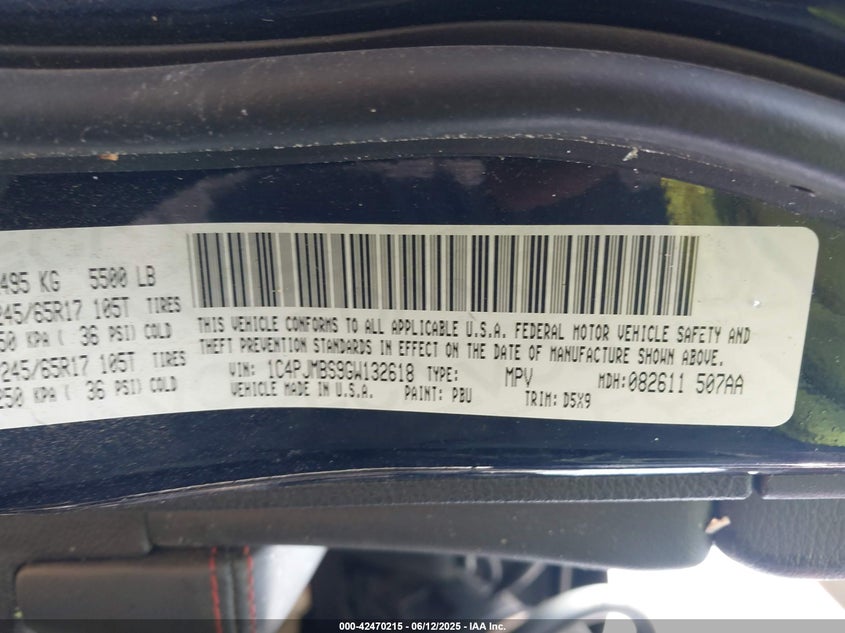 495 KG 5500 LB
245/65R17 105T TIRES
50 KPA ( 36 PSI) COLD
245/65R17 105T TIRES
250 KPA ( 36 PSI) COLD
THIS VEHICLE CONFORMS TO ALL APPLICABLE U.S.A. FEDERAL MOTOR VEHICLE SAFETY AND
THEFT PREVENTION STANDARDS IN EFFECT ON THE DATE OF MANUFACTURE SHOWN ABOVE.
VIN: 1C4PJMBS9GW132618 TYPE: MPV MDH:082611 507AA
VEHICLE MADE IN U.S.A. PAINT: PBU TRIM: D5X9
000-42470215 - 06/12/2025 - IAA Inc.